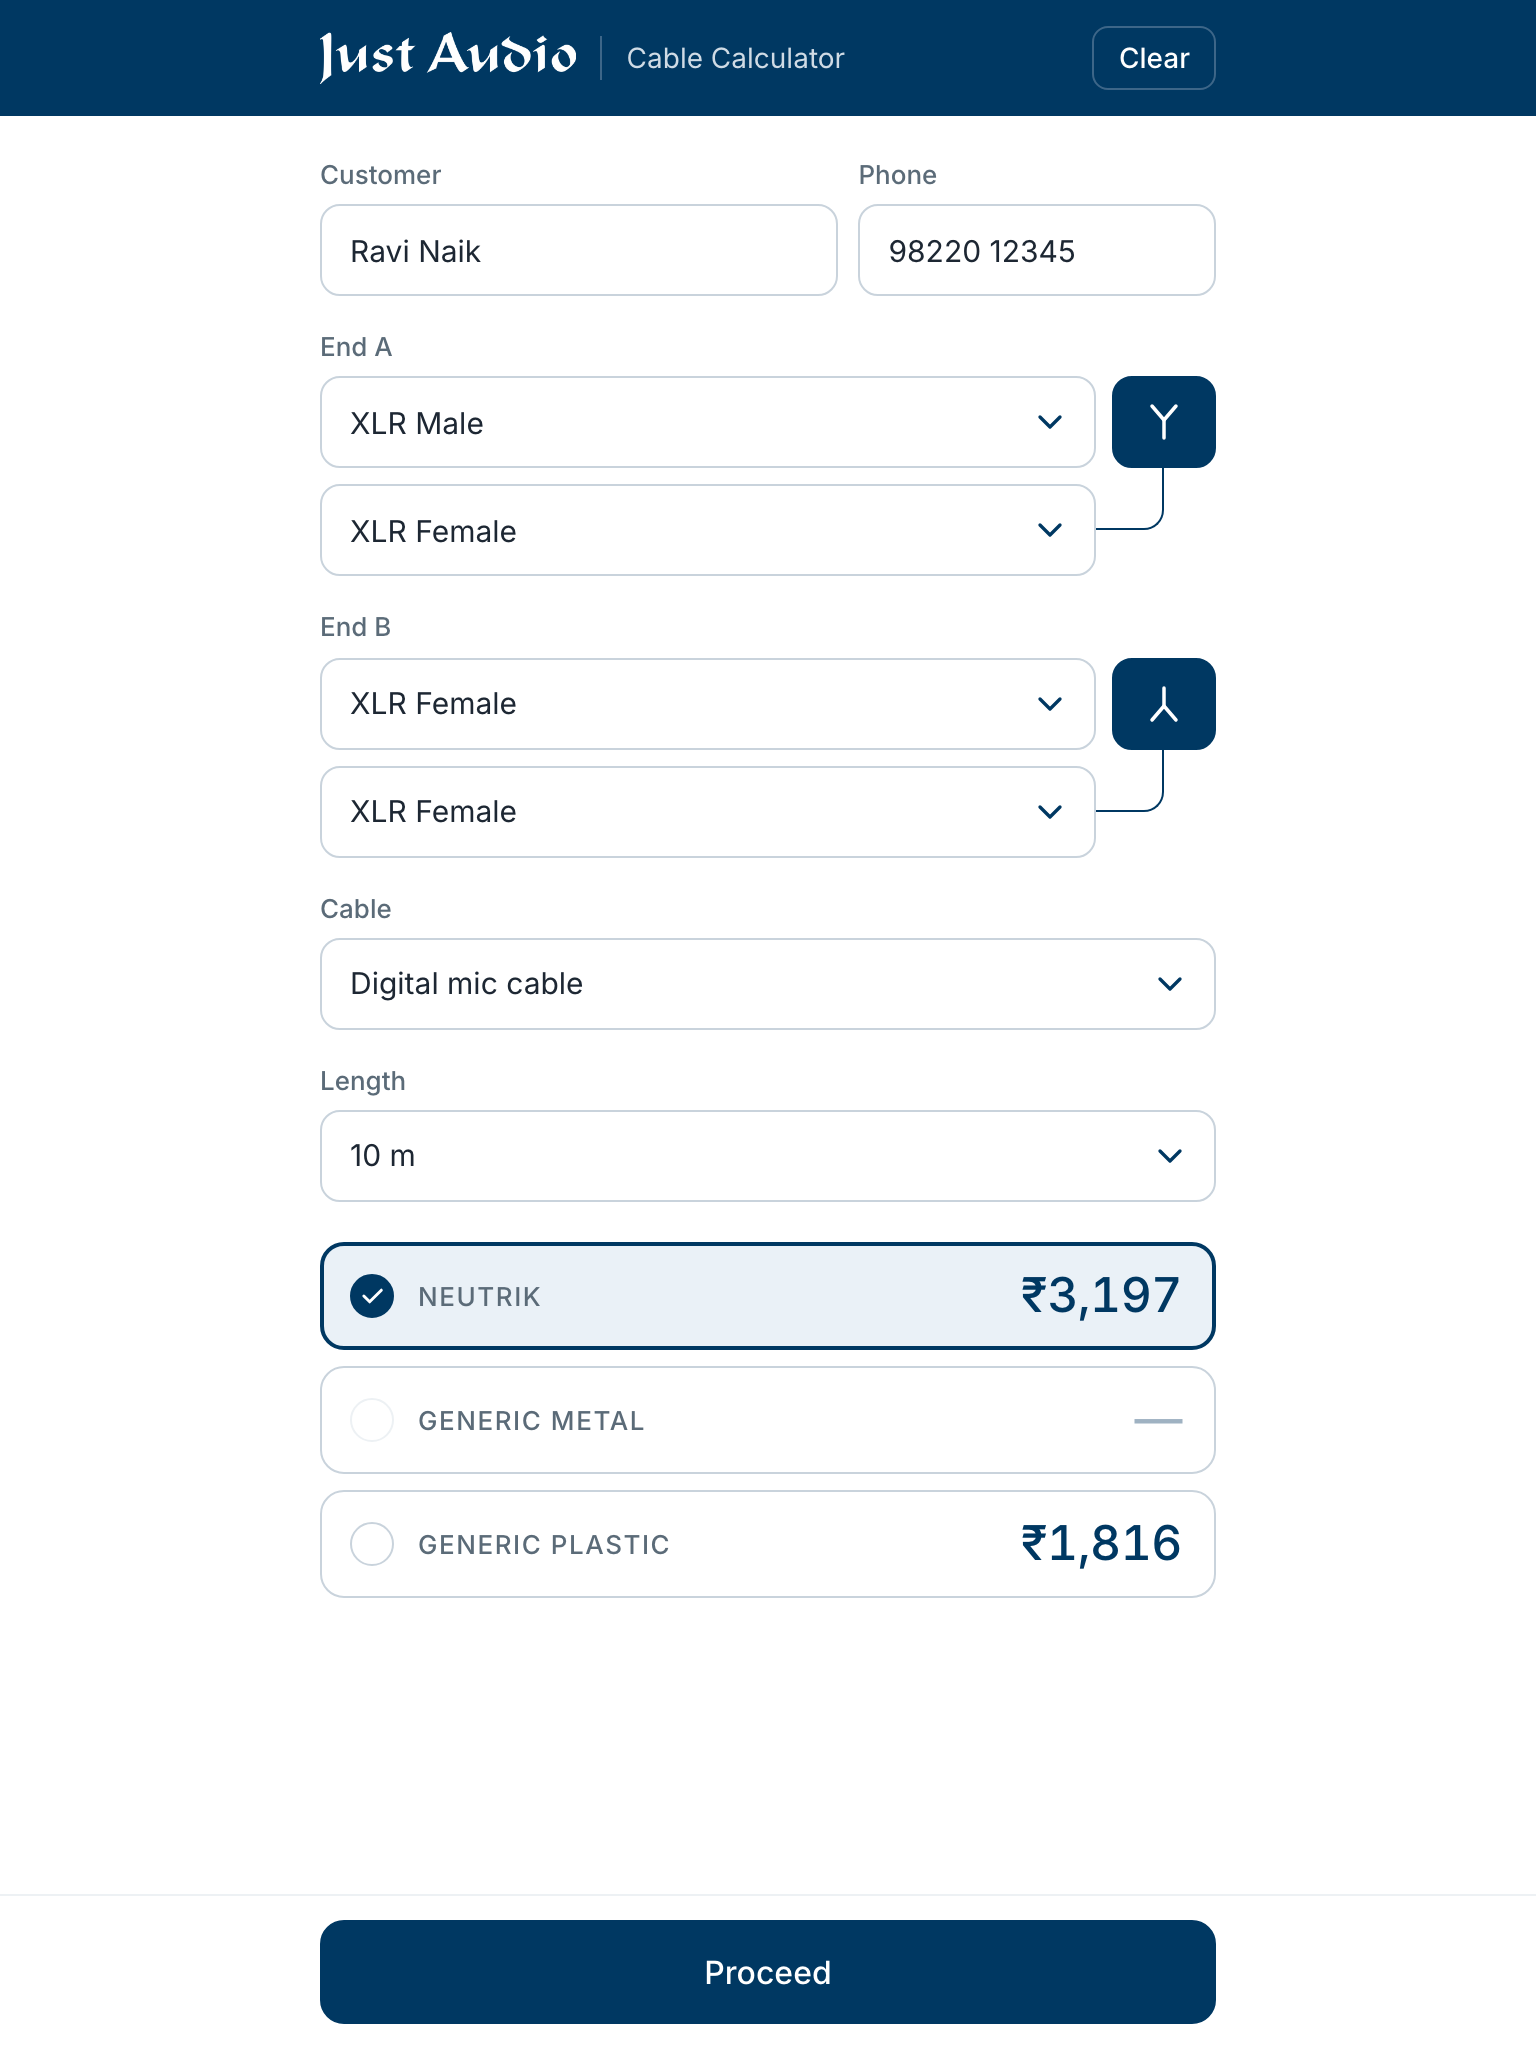 Just Audio Cable Calculator Clear
Customer Phone
Ravi Naik 98220 12345
End A
XLR Male
XLR Female
End B
XLR Female
XLR Female
Cable
Digital mic cable
Length
10 m
NEUTRIK ₹3,197
GENERIC METAL —
GENERIC PLASTIC ₹1,816
Proceed